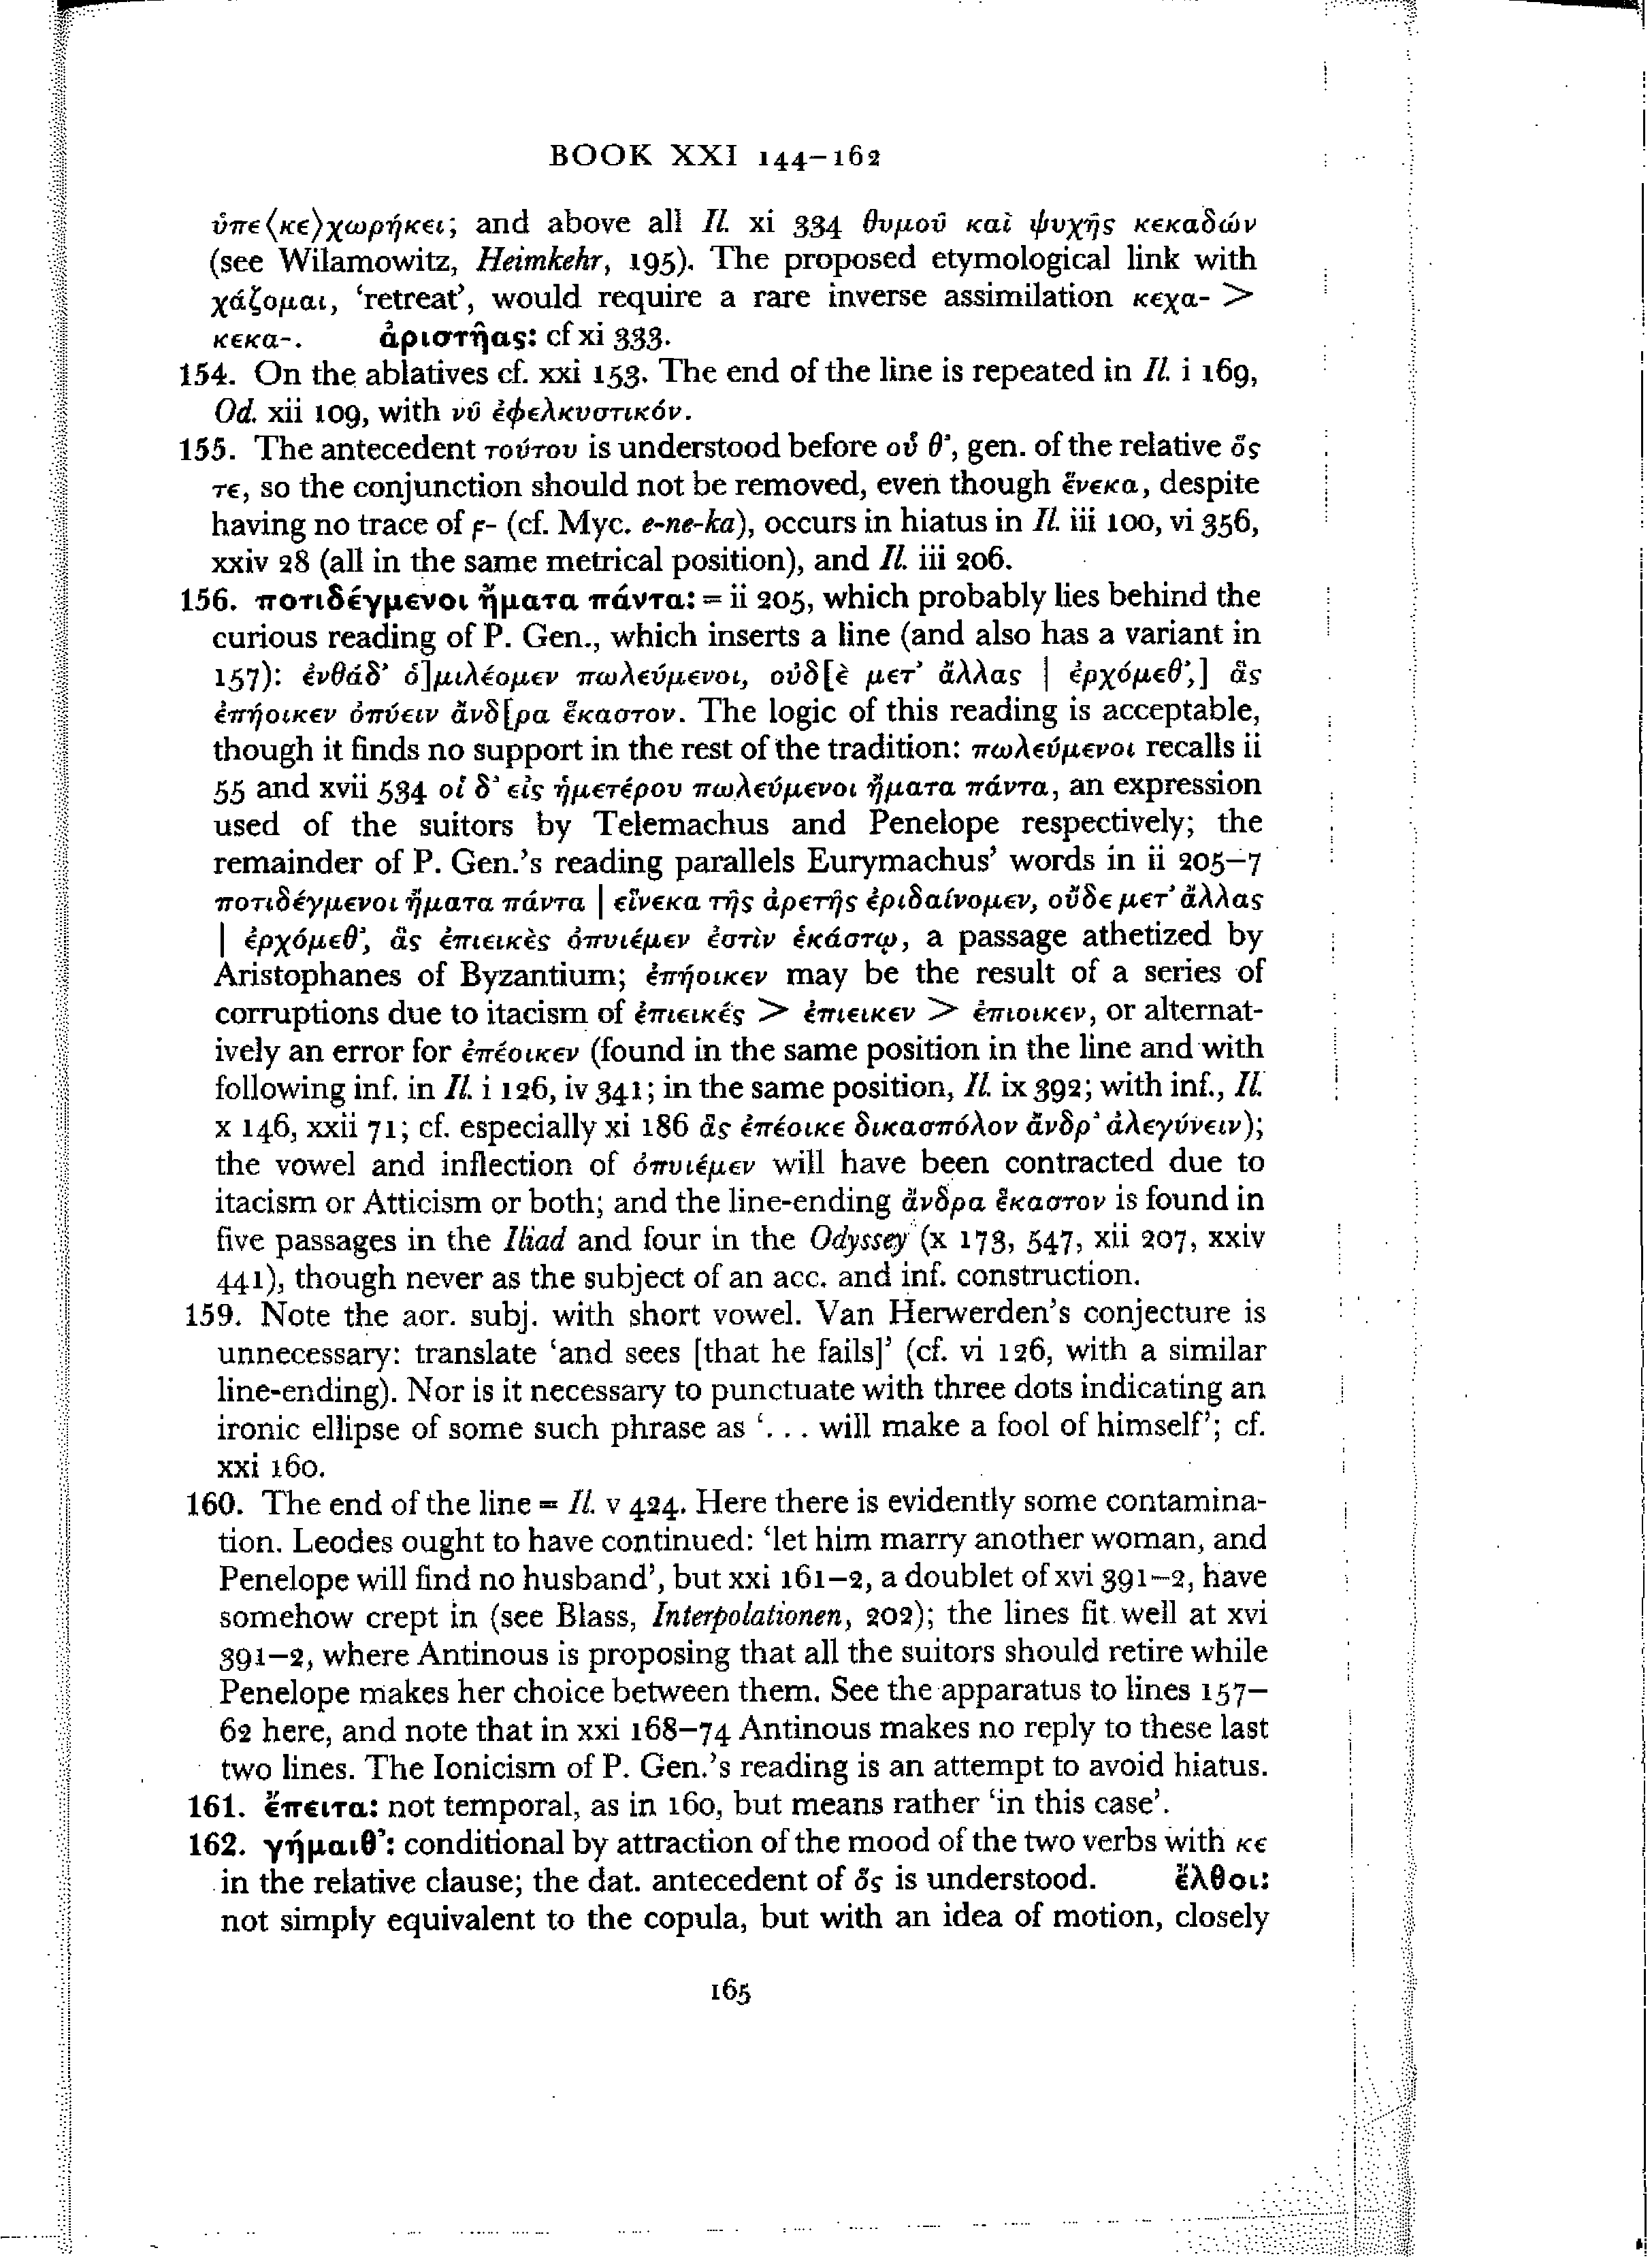 BOOK XXI 144–162
ὑπε⟨κε⟩χωρήκει; and above all Il. xi 334 θυμοῦ καὶ ψυχῆς κεκαδών
(see Wilamowitz, Heimkehr, 195). The proposed etymological link with
χάζομαι, ‘retreat’, would require a rare inverse assimilation κεχα- >
κεκα-. ἀριστῆας: cf xi 333.
154. On the ablatives cf. xxi 153. The end of the line is repeated in Il. i 169,
Od. xii 109, with νῦ ἐφελκυστικόν.
155. The antecedent τούτου is understood before οὗ θ’, gen. of the relative ὅς
τε, so the conjunction should not be removed, even though ἕνεκα, despite
having no trace of ϝ- (cf. Myc. e-ne-ka), occurs in hiatus in Il. iii 100, vi 356,
xxiv 28 (all in the same metrical position), and Il. iii 206.
156. ποτιδέγμενοι ἤματα πάντα: = ii 205, which probably lies behind the
curious reading of P. Gen., which inserts a line (and also has a variant in
157): ἐνθάδ’ ὁ]μιλέομεν πωλεύμενοι, οὐδ[ὲ μετ’ ἄλλας | ἐρχόμεθ’,] ἃς
ἐπήοικεν ὀπύειν ἄνδ[ρα ἕκαστον. The logic of this reading is acceptable,
though it finds no support in the rest of the tradition: πωλεύμενοι recalls ii
55 and xvii 534 οἱ δ’ εἰς ἡμετέρου πωλεύμενοι ἤματα πάντα, an expression
used of the suitors by Telemachus and Penelope respectively; the
remainder of P. Gen.’s reading parallels Eurymachus’ words in ii 205–7
ποτιδέγμενοι ἤματα πάντα | εἵνεκα τῆς ἀρετῆς ἐριδαίνομεν, οὔδε μετ’ ἄλλας
| ἐρχόμεθ’, ἃς ἐπιεικὲς ὀπυιέμεν ἐστὶν ἑκάστῳ, a passage athetized by
Aristophanes of Byzantium; ἐπήοικεν may be the result of a series of
corruptions due to itacism of ἐπιεικές > ἐπιεικεν > ἐπιοικεν, or alternat-
ively an error for ἐπέοικεν (found in the same position in the line and with
following inf. in Il. i 126, iv 341; in the same position, Il. ix 392; with inf., Il.
x 146, xxii 71; cf. especially xi 186 ἃς ἐπέοικε δικασπόλον ἄνδρ’ ἀλεγύνειν);
the vowel and inflection of ὀπυιέμεν will have been contracted due to
itacism or Atticism or both; and the line-ending ἄνδρα ἕκαστον is found in
five passages in the Iliad and four in the Odyssey (x 173, 547, xii 207, xxiv
441), though never as the subject of an acc. and inf. construction.
159. Note the aor. subj. with short vowel. Van Herwerden’s conjecture is
unnecessary: translate ‘and sees [that he fails]’ (cf. vi 126, with a similar
line-ending). Nor is it necessary to punctuate with three dots indicating an
ironic ellipse of some such phrase as ‘. . . will make a fool of himself’; cf.
xxi 160.
160. The end of the line = Il. v 424. Here there is evidently some contamina-
tion. Leodes ought to have continued: ‘let him marry another woman, and
Penelope will find no husband’, but xxi 161–2, a doublet of xvi 391–2, have
somehow crept in (see Blass, Interpolationen, 202); the lines fit well at xvi
391–2, where Antinous is proposing that all the suitors should retire while
Penelope makes her choice between them. See the apparatus to lines 157–
62 here, and note that in xxi 168–74 Antinous makes no reply to these last
two lines. The Ionicism of P. Gen.’s reading is an attempt to avoid hiatus.
161. ἔπειτα: not temporal, as in 160, but means rather ‘in this case’.
162. γήμαιθ’: conditional by attraction of the mood of the two verbs with κε
in the relative clause; the dat. antecedent of ὅς is understood. ἔλθοι:
not simply equivalent to the copula, but with an idea of motion, closely
165